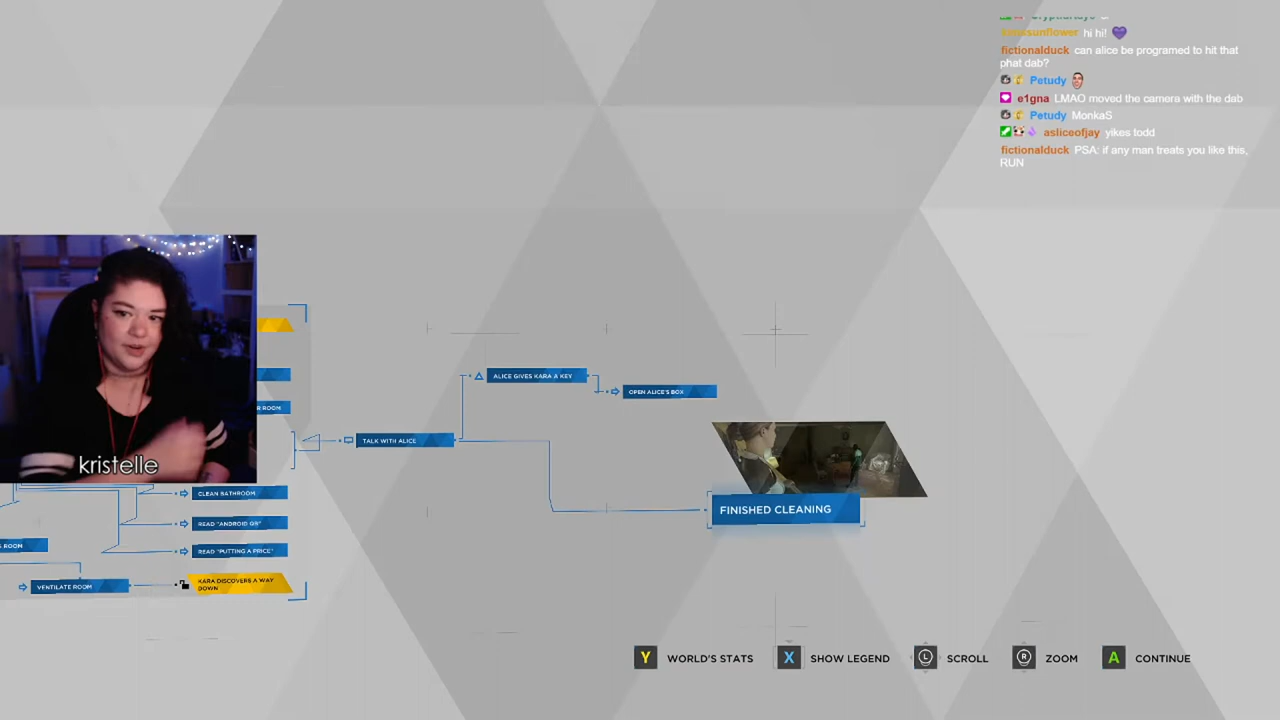 sunflower hi hi!
fictionalduck can alice be programed to hit that
phat dab?
Petudy
e1gna LMAO moved the camera with the dab
Petudy MonkaS
asliceofjay yikes todd
fictionalduck PSA: if any man treats you like this,
RUN
kristelle
R ROOM
ALICE GIVES KARA A KEY
OPEN ALICE'S BOX
TALK WITH ALICE
CLEAN BATHROOM
READ "ANDROID GB"
READ "PUTTING A PRICE"
S ROOM
VENTILATE ROOM
KARA DISCOVERS A WAY
DOWN
FINISHED CLEANING
Y WORLD'S STATS
X SHOW LEGEND
L SCROLL
R ZOOM
A CONTINUE